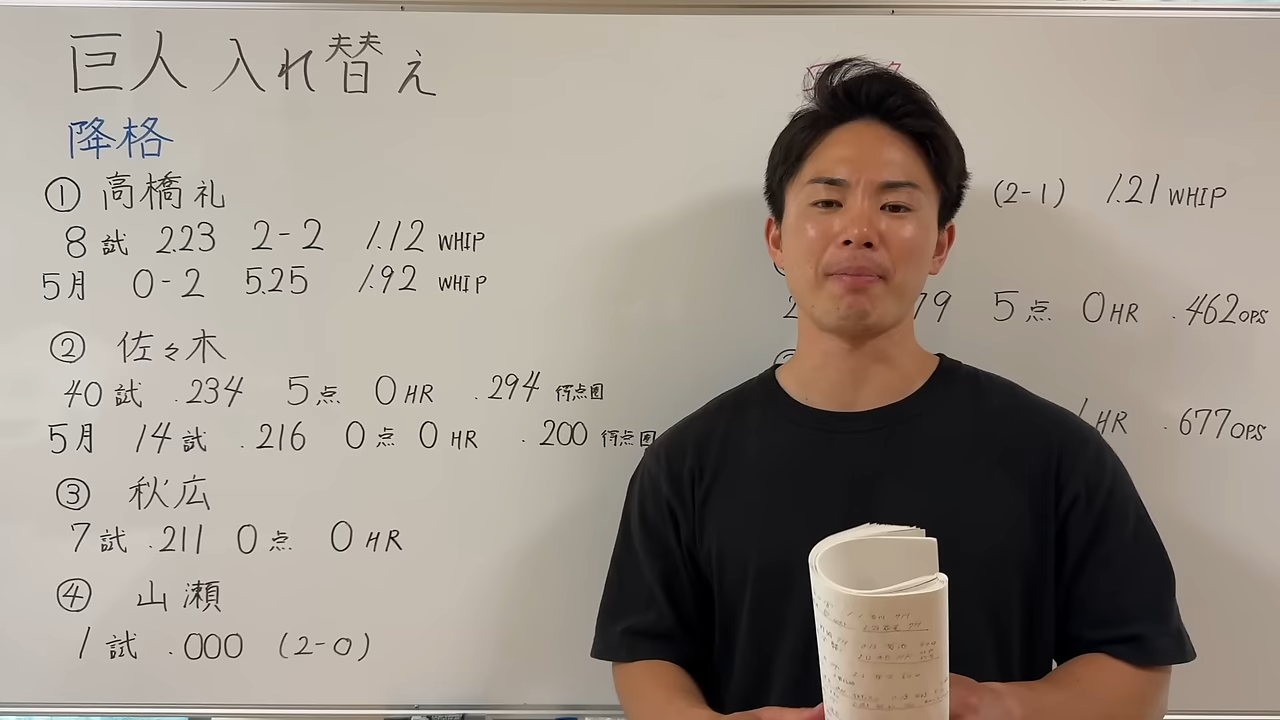 巨人 入れ替え
降格
① 高橋礼
8試 2.23 2-2 1.12 WHIP
5月 0-2 5.25 1.92 WHIP
② 佐々木
40試 .234 5点 0HR .294 得点圏
5月 14試 .216 0点 0HR .200 得点圏
③ 秋広
7試 .211 0点 0HR
④ 山瀬
1試 .000 (2-0)
(2-1) 1.21 WHIP
79 5点 0HR .462 OPS
1HR .677 OPS